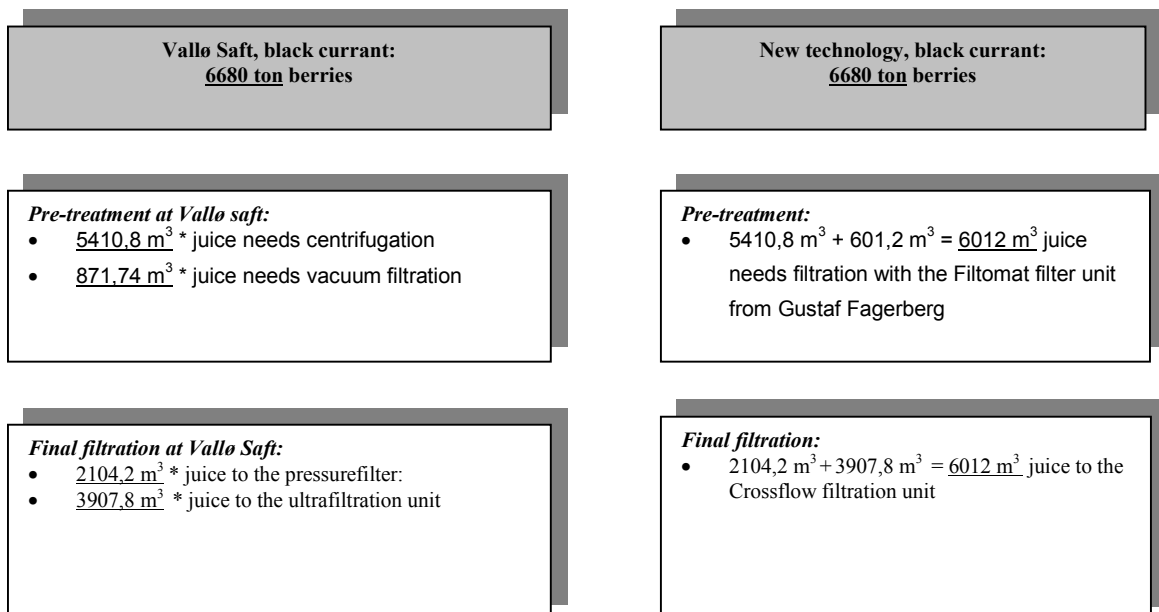 Vallø Saft, black currant:
6680 ton berries
New technology, black currant:
6680 ton berries
Pre-treatment at Vallø saft:
• 5410,8 m³ * juice needs centrifugation
• 871,74 m³ * juice needs vacuum filtration
Pre-treatment:
• 5410,8 m³ + 601,2 m³ = 6012 m³ juice
needs filtration with the Filtomat filter unit
from Gustaf Fagerberg
Final filtration at Vallø Saft:
• 2104,2 m³ * juice to the pressurefilter:
• 3907,8 m³ * juice to the ultrafiltration unit
Final filtration:
• 2104,2 m³ + 3907,8 m³ = 6012 m³ juice to the
Crossflow filtration unit